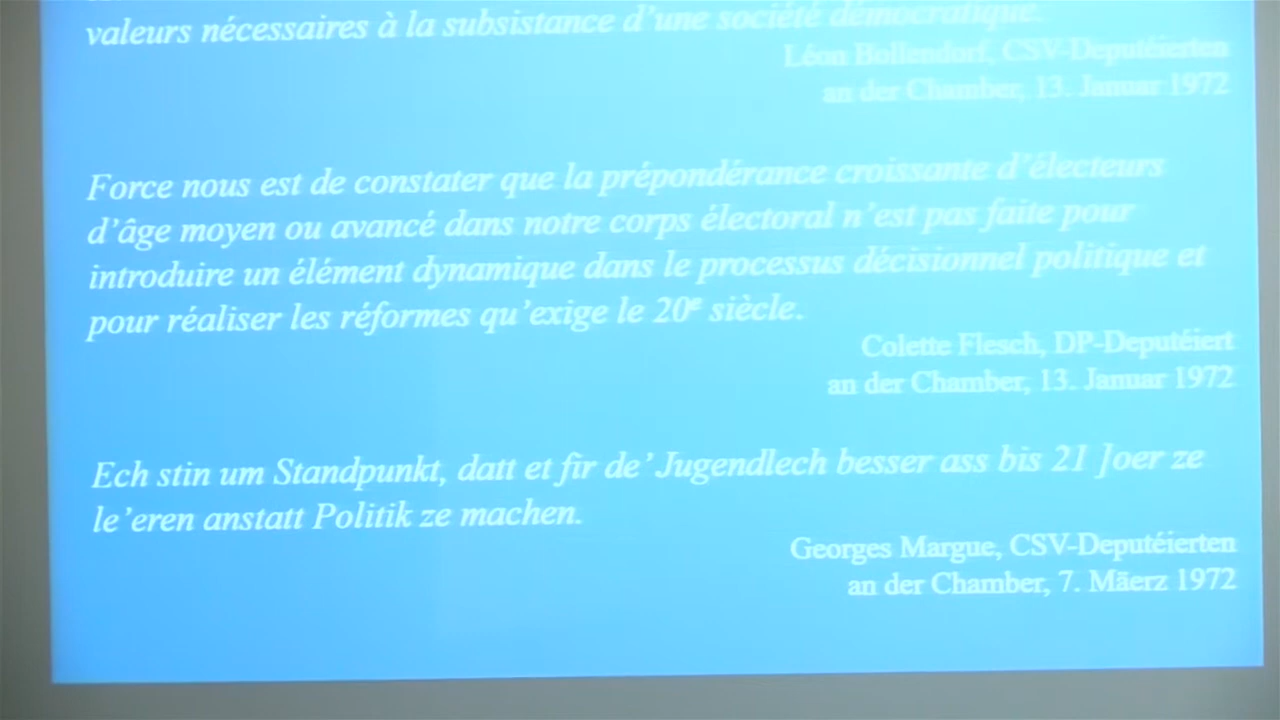 valeurs nécessaires à la subsistance d’une société démocratique.
Léon Bollendorf, CSV-Deputéierten
an der Chamber, 13. Januar 1972
Force nous est de constater que la prépondérance croissante d’électeurs
d’âge moyen ou avancé dans notre corps électoral n’est pas faite pour
introduire un élément dynamique dans le processus décisionnel politique et
pour réaliser les réformes qu’exige le 20e siècle.
Colette Flesch, DP-Deputéiert
an der Chamber, 13. Januar 1972
Ech stin um Standpunkt, datt et fir de’ Jugendlech besser ass bis 21 Joer ze
le’eren anstatt Politik ze machen.
Georges Margue, CSV-Deputéierten
an der Chamber, 7. Mäerz 1972